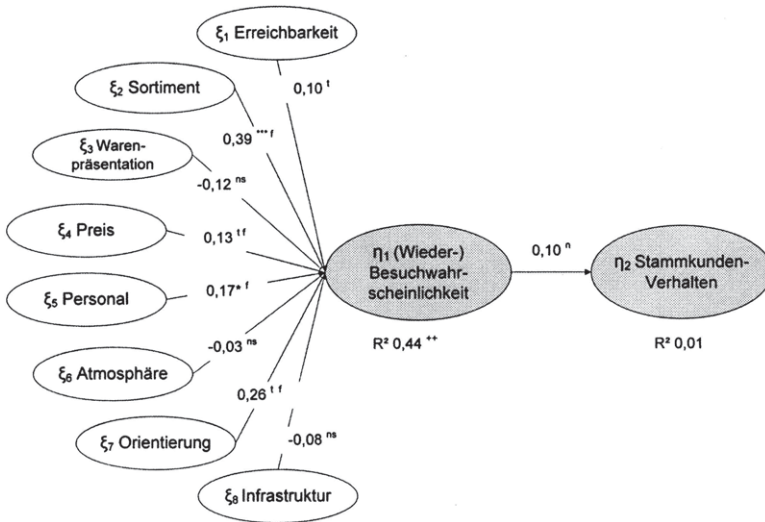 ξ₁ Erreichbarkeit
0,10 ᵗ
ξ₂ Sortiment
0,39 *** ᶠ
ξ₃ Waren-
präsentation
-0,12 ⁿˢ
ξ₄ Preis
0,13 ᵗ ᶠ
ξ₅ Personal
0,17* ᶠ
ξ₆ Atmosphäre
-0,03 ⁿˢ
ξ₇ Orientierung
0,26 ᵗ ᶠ
ξ₈ Infrastruktur
-0,08 ⁿˢ
η₁ (Wieder-)
Besuchwahr-
scheinlichkeit
R² 0,44 ⁺⁺
0,10 ⁿ
η₂ Stammkunden-
Verhalten
R² 0,01